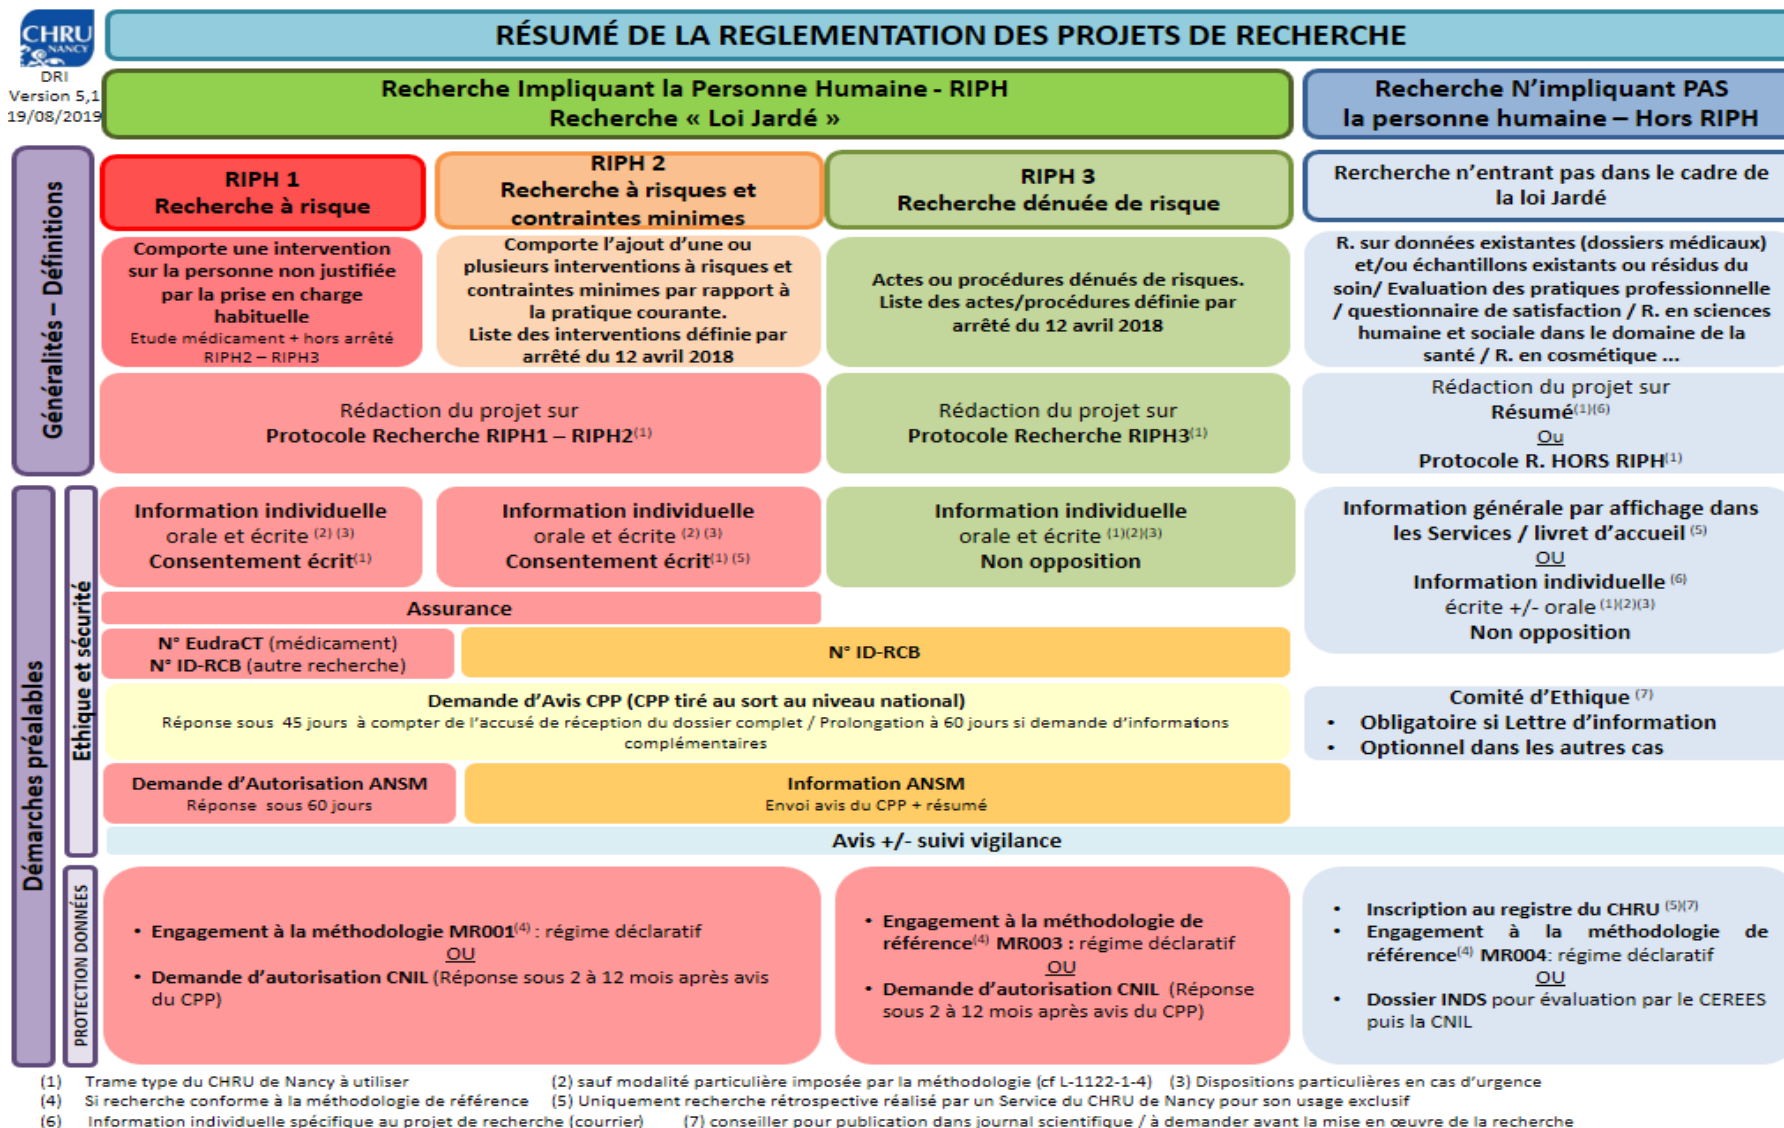 CHRU
NANCY
DRI
Version 5,1
19/08/2019
RÉSUMÉ DE LA REGLEMENTATION DES PROJETS DE RECHERCHE
Recherche Impliquant la Personne Humaine - RIPH
Recherche « Loi Jardé »
Recherche N'impliquant PAS
la personne humaine – Hors RIPH
Généralités – Définitions
RIPH 1
Recherche à risque
RIPH 2
Recherche à risques et
contraintes minimes
RIPH 3
Recherche dénuée de risque
Rercherche n'entrant pas dans le cadre de
la loi Jardé
Comporte une intervention
sur la personne non justifiée
par la prise en charge
habituelle
Etude médicament + hors arrêté
RIPH2 – RIPH3
Comporte l'ajout d'une ou
plusieurs interventions à risques et
contraintes minimes par rapport à
la pratique courante.
Liste des interventions définie par
arrêté du 12 avril 2018
Actes ou procédures dénués de risques.
Liste des actes/procédures définie par
arrêté du 12 avril 2018
R. sur données existantes (dossiers médicaux)
et/ou échantillons existants ou résidus du
soin/ Evaluation des pratiques professionnelle
/ questionnaire de satisfaction / R. en sciences
humaine et sociale dans le domaine de la
santé / R. en cosmétique ...
Rédaction du projet sur
Protocole Recherche RIPH1 – RIPH2(1)
Rédaction du projet sur
Protocole Recherche RIPH3(1)
Rédaction du projet sur
Résumé(1)(6)
Ou
Protocole R. HORS RIPH(1)
Démarches préalables
Ethique et sécurité
Information individuelle
orale et écrite (2) (3)
Consentement écrit(1)
Information individuelle
orale et écrite (2) (3)
Consentement écrit(1) (5)
Information individuelle
orale et écrite (1)(2)(3)
Non opposition
Information générale par affichage dans
les Services / livret d'accueil (5)
OU
Information individuelle (6)
écrite +/- orale (1)(2)(3)
Non opposition
Assurance
N° EudraCT (médicament)
N° ID-RCB (autre recherche)
N° ID-RCB
Demande d'Avis CPP (CPP tiré au sort au niveau national)
Réponse sous 45 jours à compter de l'accusé de réception du dossier complet / Prolongation à 60 jours si demande d'informations
complémentaires
Comité d'Ethique (7)
• Obligatoire si Lettre d'information
• Optionnel dans les autres cas
Demande d'Autorisation ANSM
Réponse sous 60 jours
Information ANSM
Envoi avis du CPP + résumé
Avis +/- suivi vigilance
PROTECTION DONNÉES
• Engagement à la méthodologie MR001(4) : régime déclaratif
OU
• Demande d'autorisation CNIL (Réponse sous 2 à 12 mois après avis
du CPP)
• Engagement à la méthodologie de
référence(4) MR003 : régime déclaratif
OU
• Demande d'autorisation CNIL (Réponse
sous 2 à 12 mois après avis du CPP)
• Inscription au registre du CHRU (5)(7)
• Engagement à la méthodologie de
référence(4) MR004: régime déclaratif
OU
• Dossier INDS pour évaluation par le CEREES
puis la CNIL
(1) Trame type du CHRU de Nancy à utiliser (2) sauf modalité particulière imposée par la méthodologie (cf L-1122-1-4) (3) Dispositions particulières en cas d'urgence
(4) Si recherche conforme à la méthodologie de référence (5) Uniquement recherche rétrospective réalisé par un Service du CHRU de Nancy pour son usage exclusif
(6) Information individuelle spécifique au projet de recherche (courrier) (7) conseiller pour publication dans journal scientifique / à demander avant la mise en œuvre de la recherche